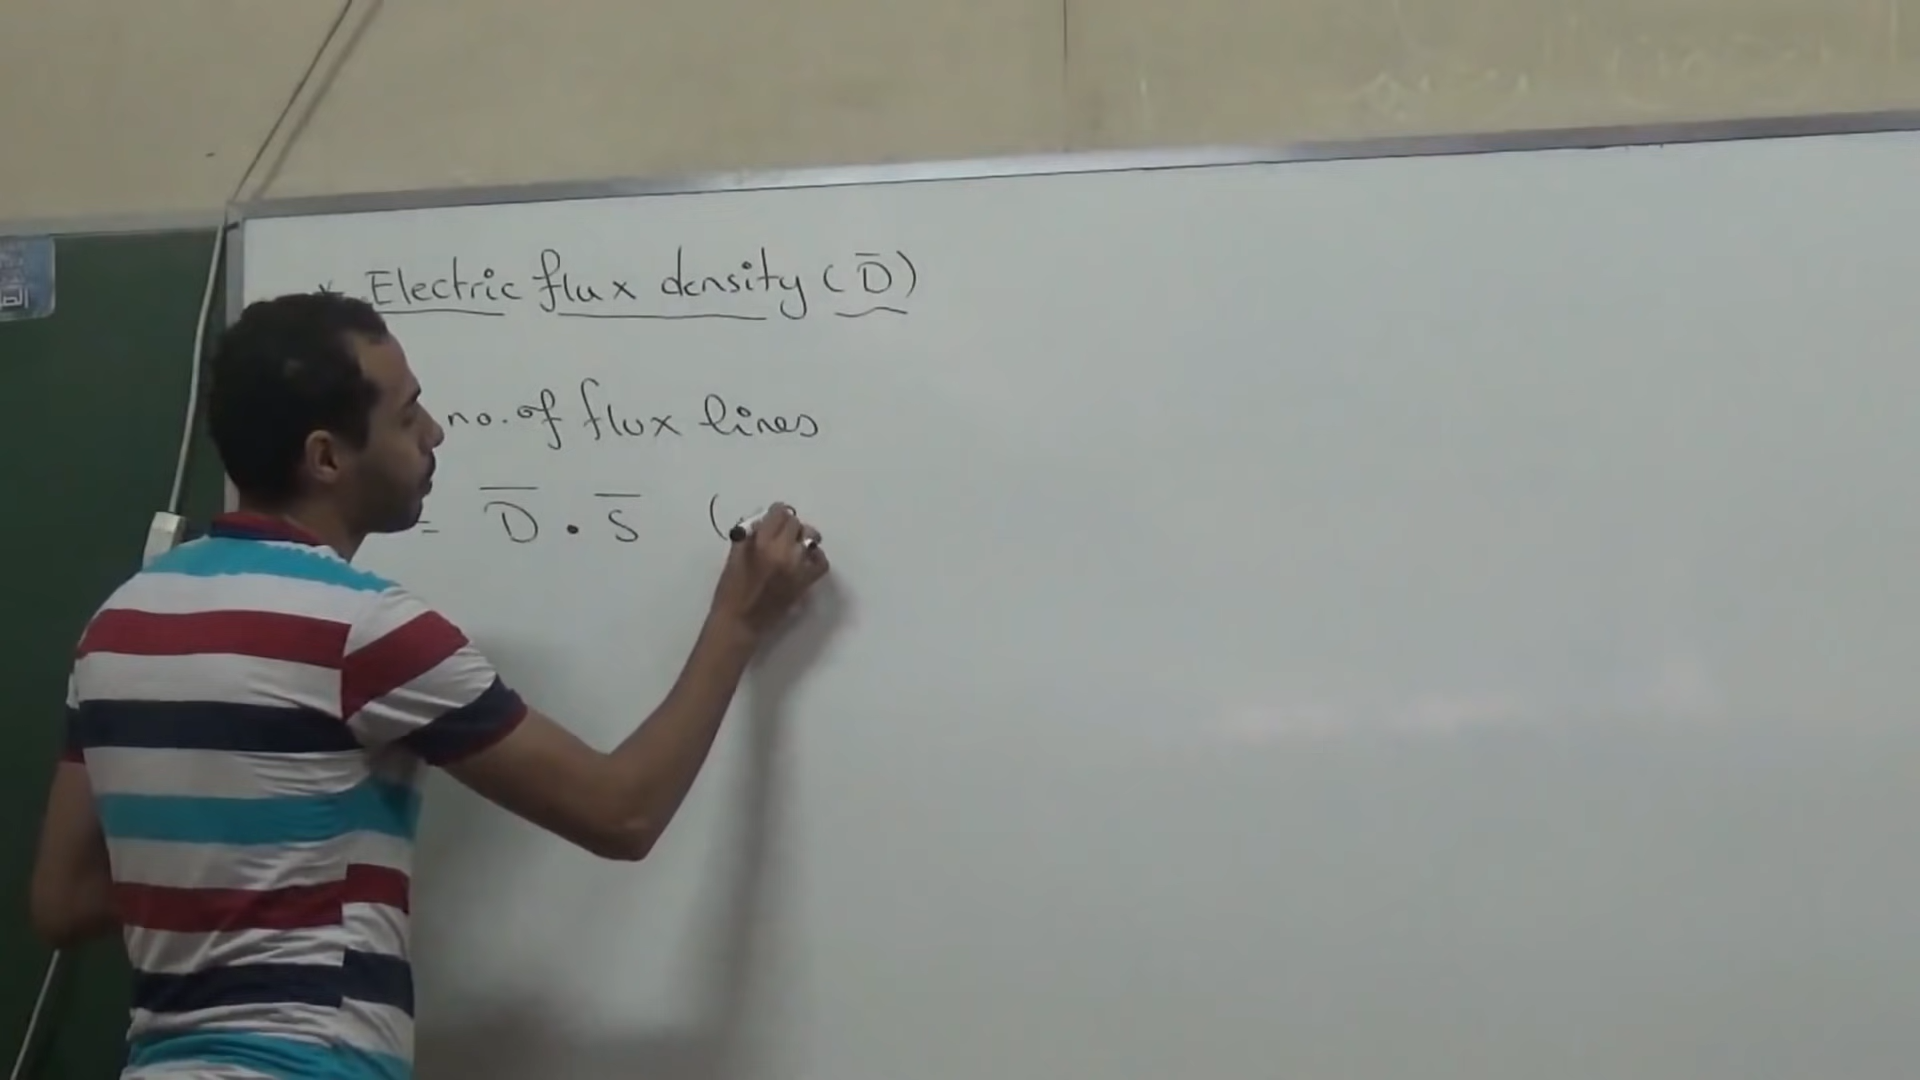 * Electric flux density (D̅)
no. of flux lines
= D̅ • S̅ (